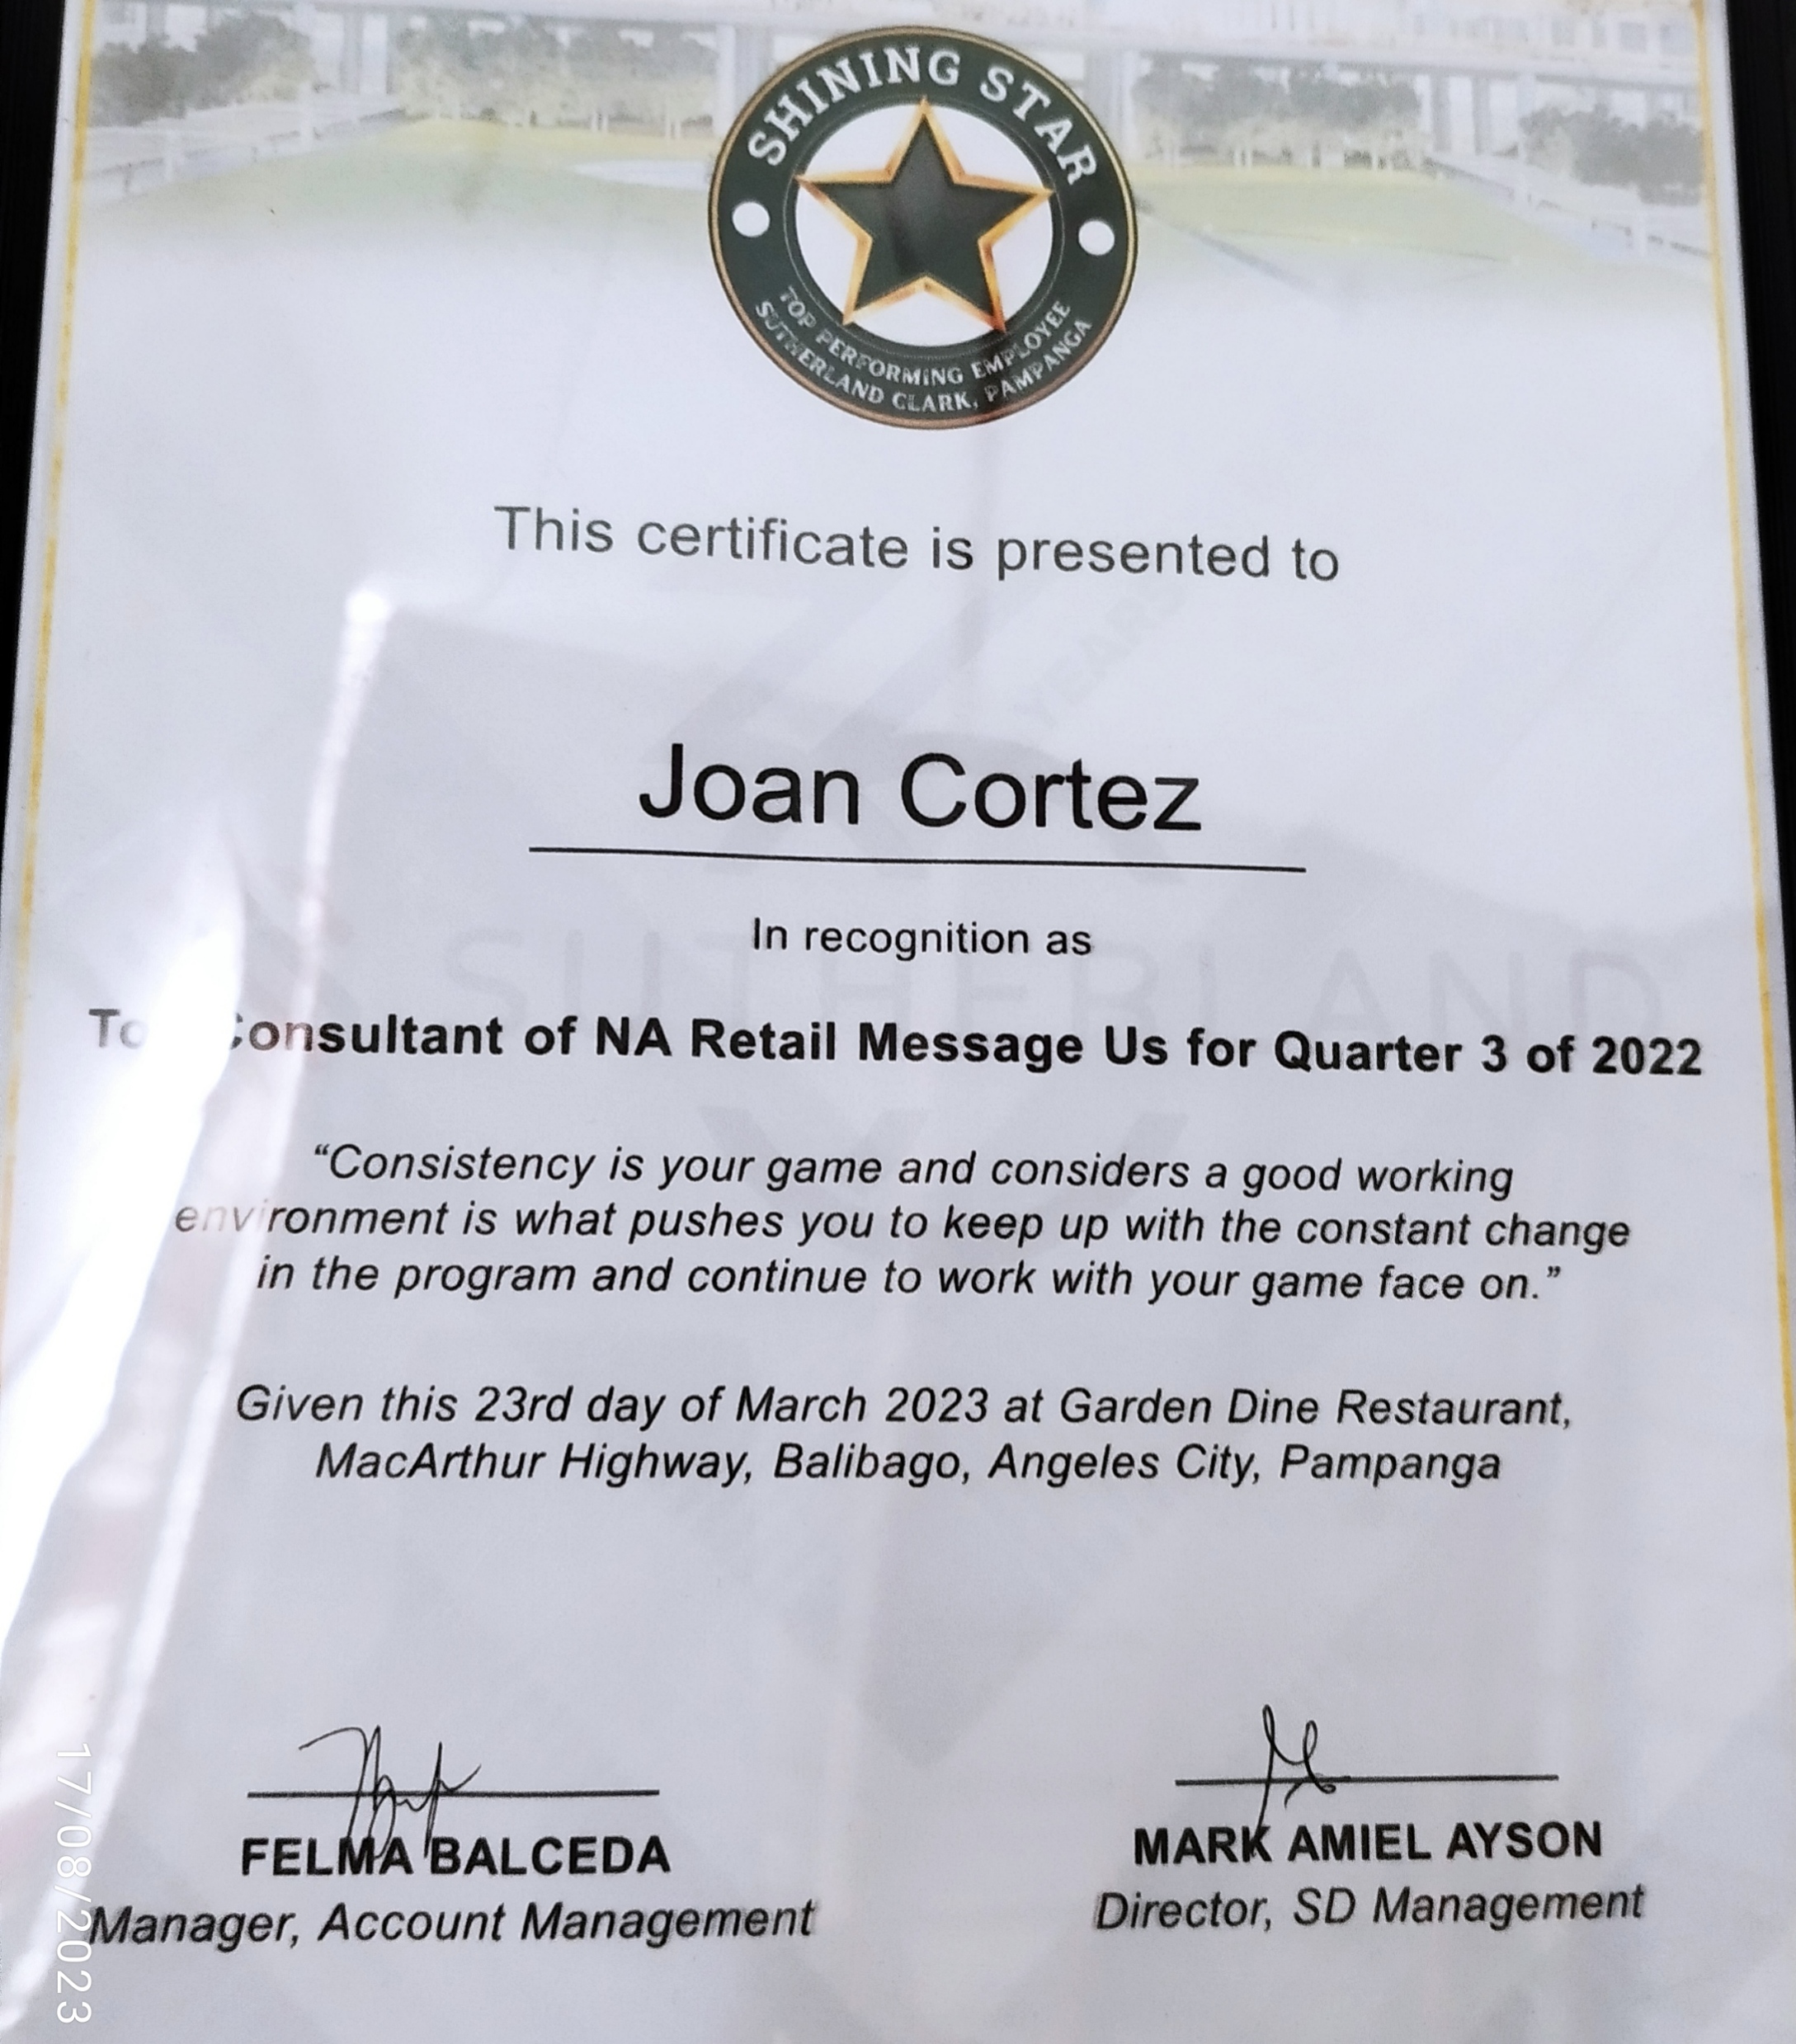 SHINING STAR
TOP PERFORMING EMPLOYEE
SUTHERLAND CLARK, PAMPANGA
This certificate is presented to
YEARS
Joan Cortez
In recognition as
SUTHERLAND
Consultant of NA Retail Message Us for Quarter 3 of 2022
“Consistency is your game and considers a good working
environment is what pushes you to keep up with the constant change
in the program and continue to work with your game face on.”
Given this 23rd day of March 2023 at Garden Dine Restaurant,
MacArthur Highway, Balibago, Angeles City, Pampanga
FELMA BALCEDA
Manager, Account Management
MARK AMIEL AYSON
Director, SD Management
17/08/2023